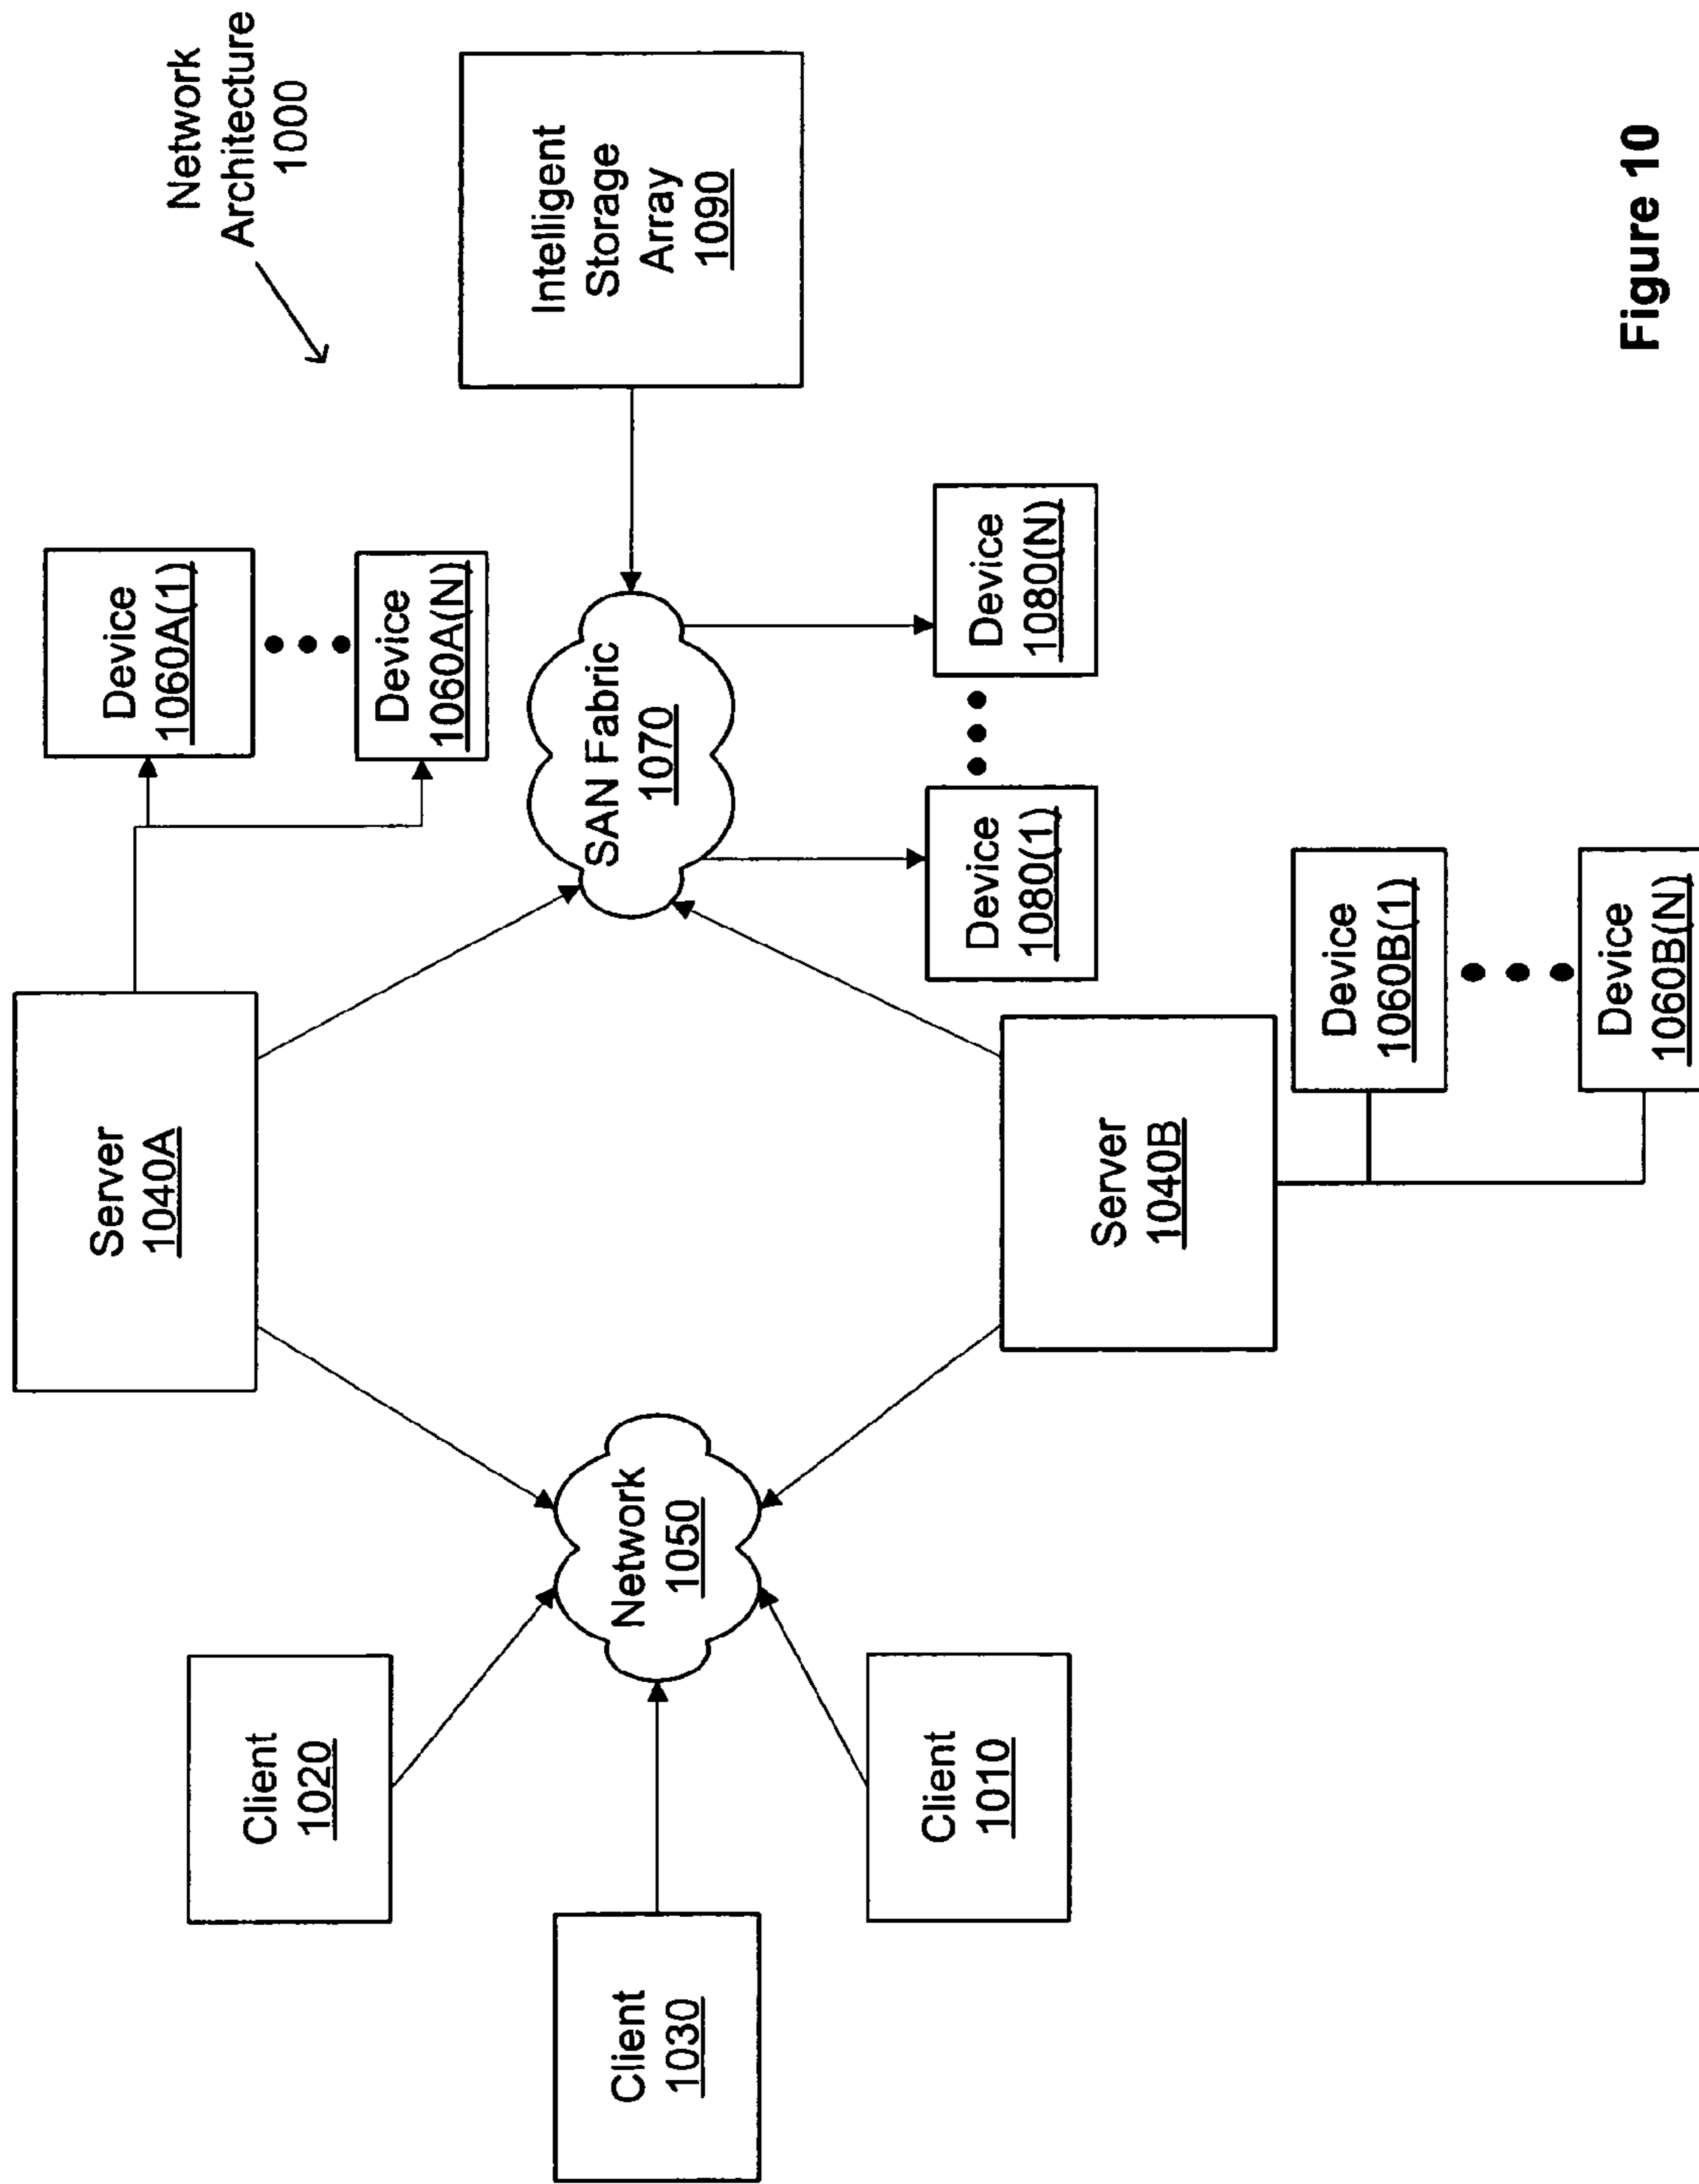 Network
Architecture
1000
Device
1060A(1)
Device
1060A(N)
Server
1040A
Intelligent
Storage
Array
1090
Client
1020
SAN Fabric
1070
Network
1050
Client
1030
Device
1080(1)
Device
1080(N)
Client
1010
Server
1040B
Device
1060B(1)
Device
1060B(N)
Figure 10